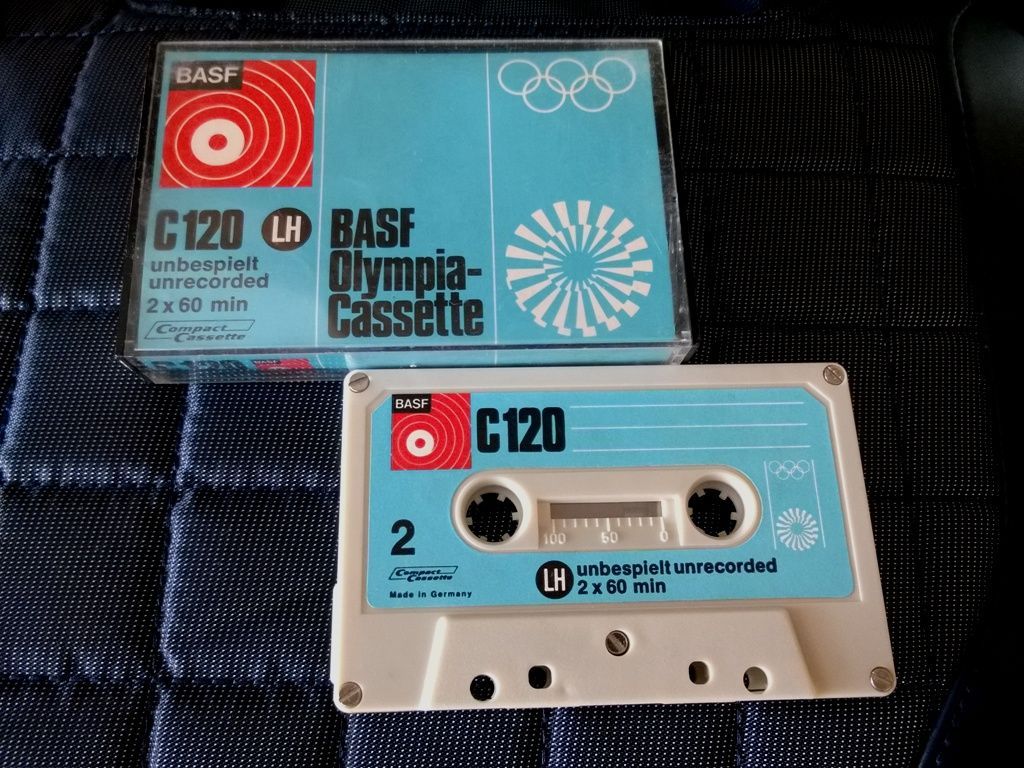 BASF
C120 LH
unbespielt
unrecorded
2 x 60 min
Compact
Cassette
BASF
Olympia-
Cassette
BASF
C120
2
100 50 0
Compact
Cassette
Made in Germany
LH unbespielt unrecorded
2 x 60 min